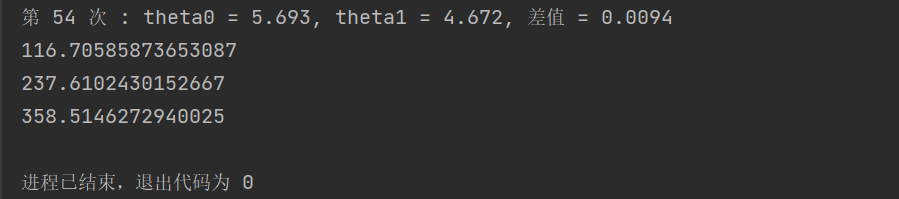 第 54 次 : theta0 = 5.693, theta1 = 4.672, 差值 = 0.0094
116.70585873653087
237.6102430152667
358.5146272940025
进程已结束，退出代码为 0